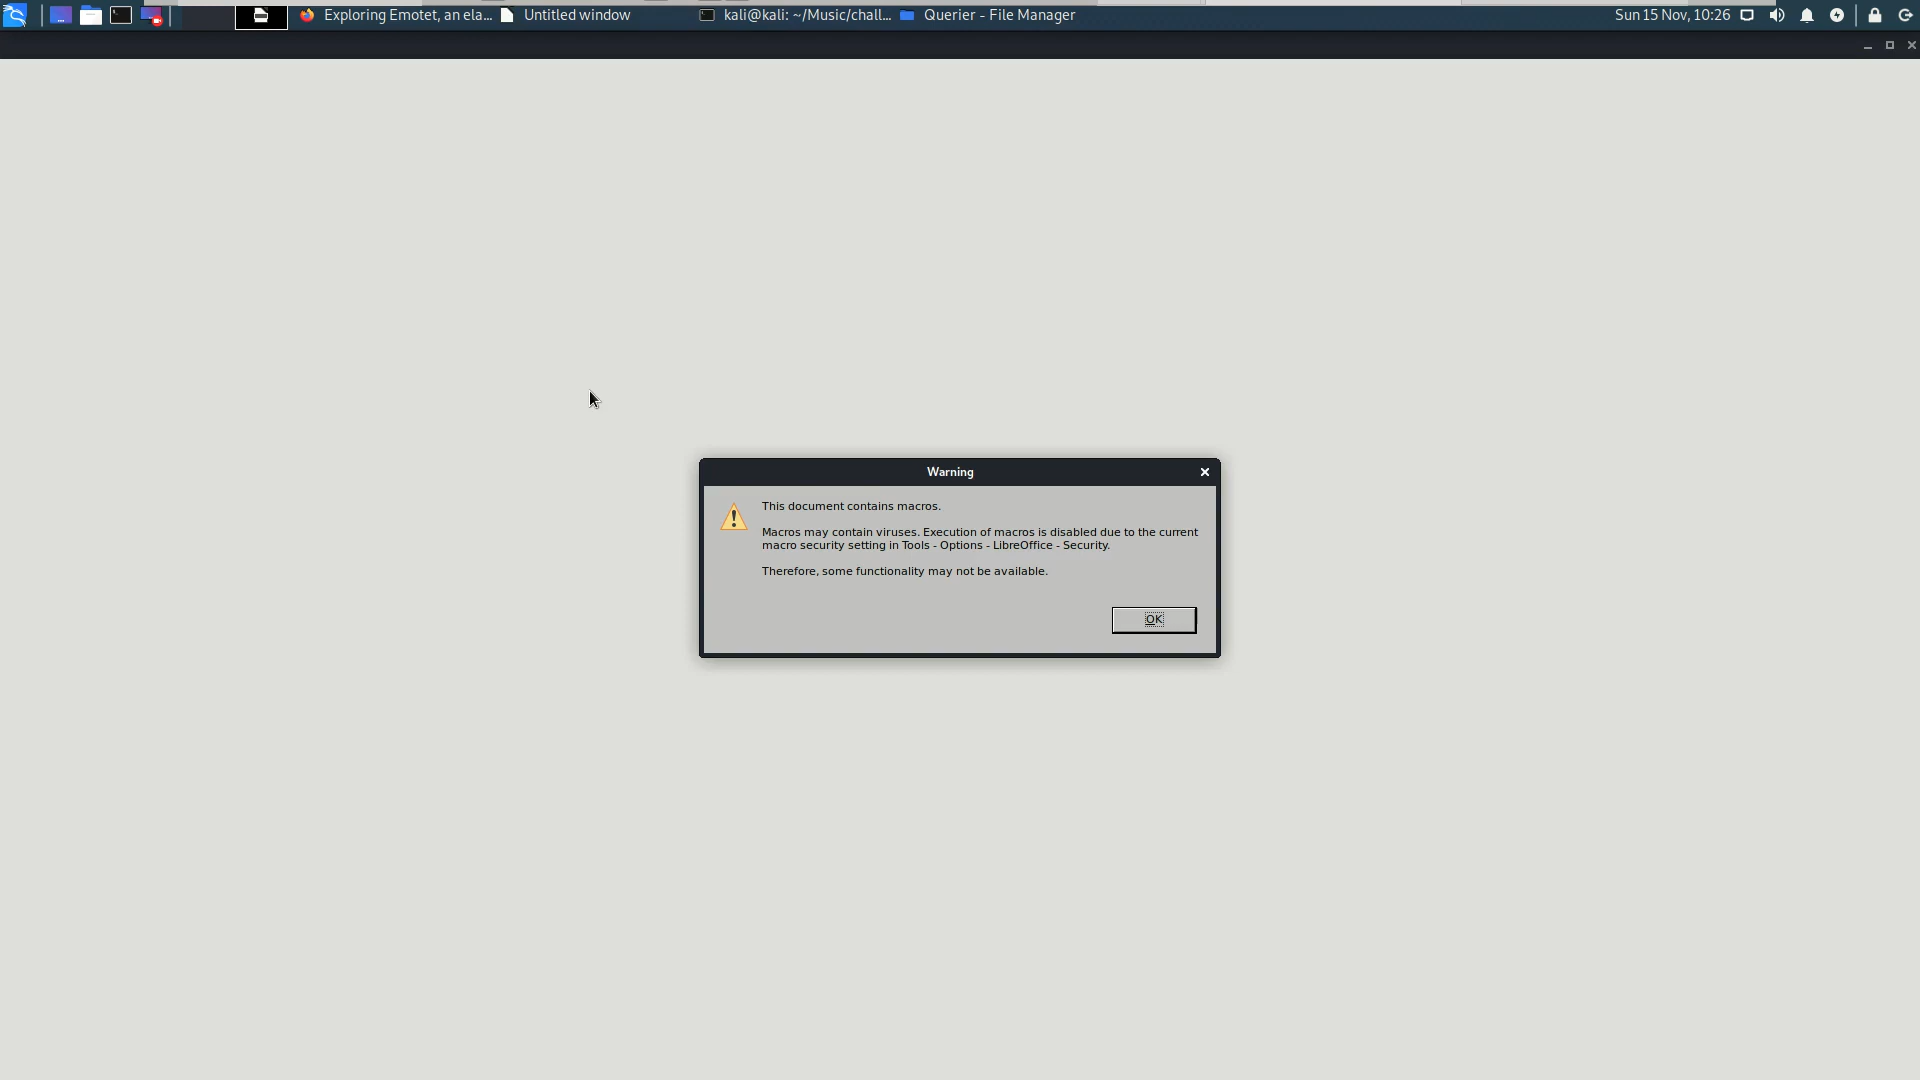 Exploring Emotet, an ela... Untitled window kali@kali: ~/Music/chall... Querier - File Manager Sun 15 Nov, 10:26
Warning
This document contains macros.
Macros may contain viruses. Execution of macros is disabled due to the current
macro security setting in Tools - Options - LibreOffice - Security.
Therefore, some functionality may not be available.
OK